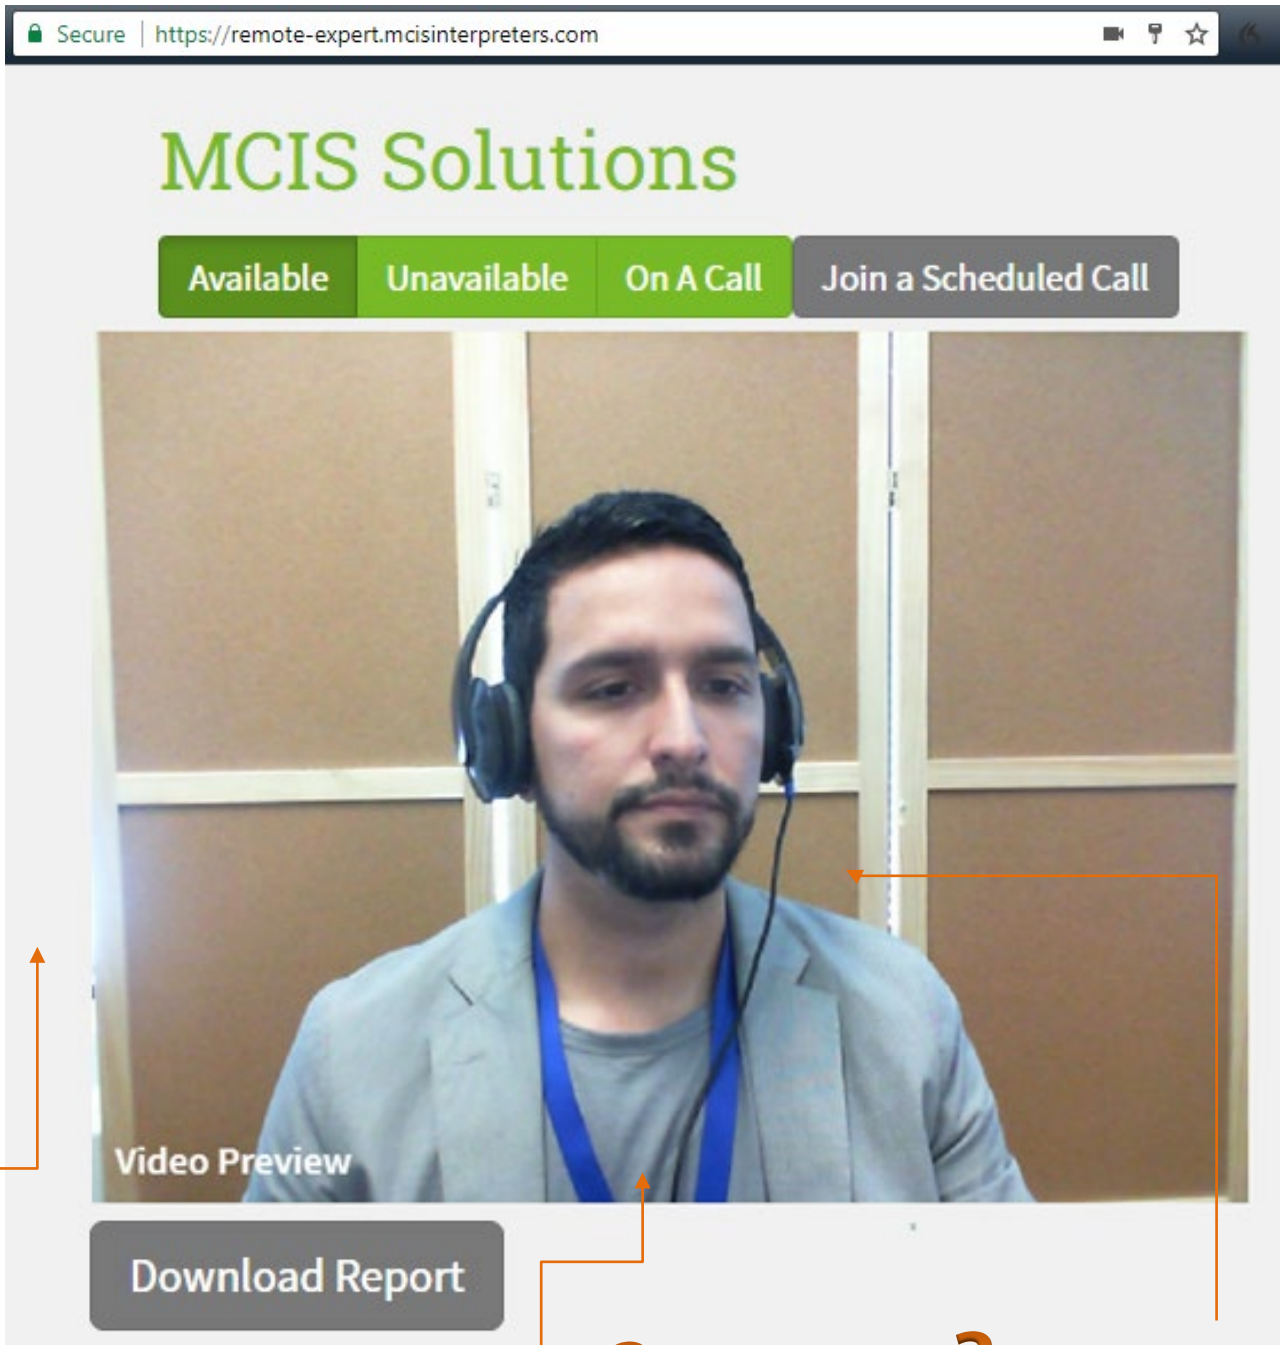 Secure | https://remote-expert.mcisinterpreters.com
MCIS Solutions
Available Unavailable On A Call Join a Scheduled Call
Video Preview
Download Report